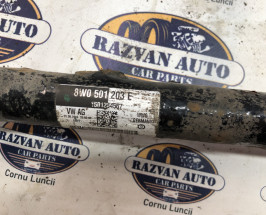 RAZVAN AUTO
CAR PARTS
Cornu Luncii
8W0 501 203 E
VW AG
RAZVAN AUTO
CAR PARTS
Cornu Luncii
RAZVAN AUTO
CAR PARTS